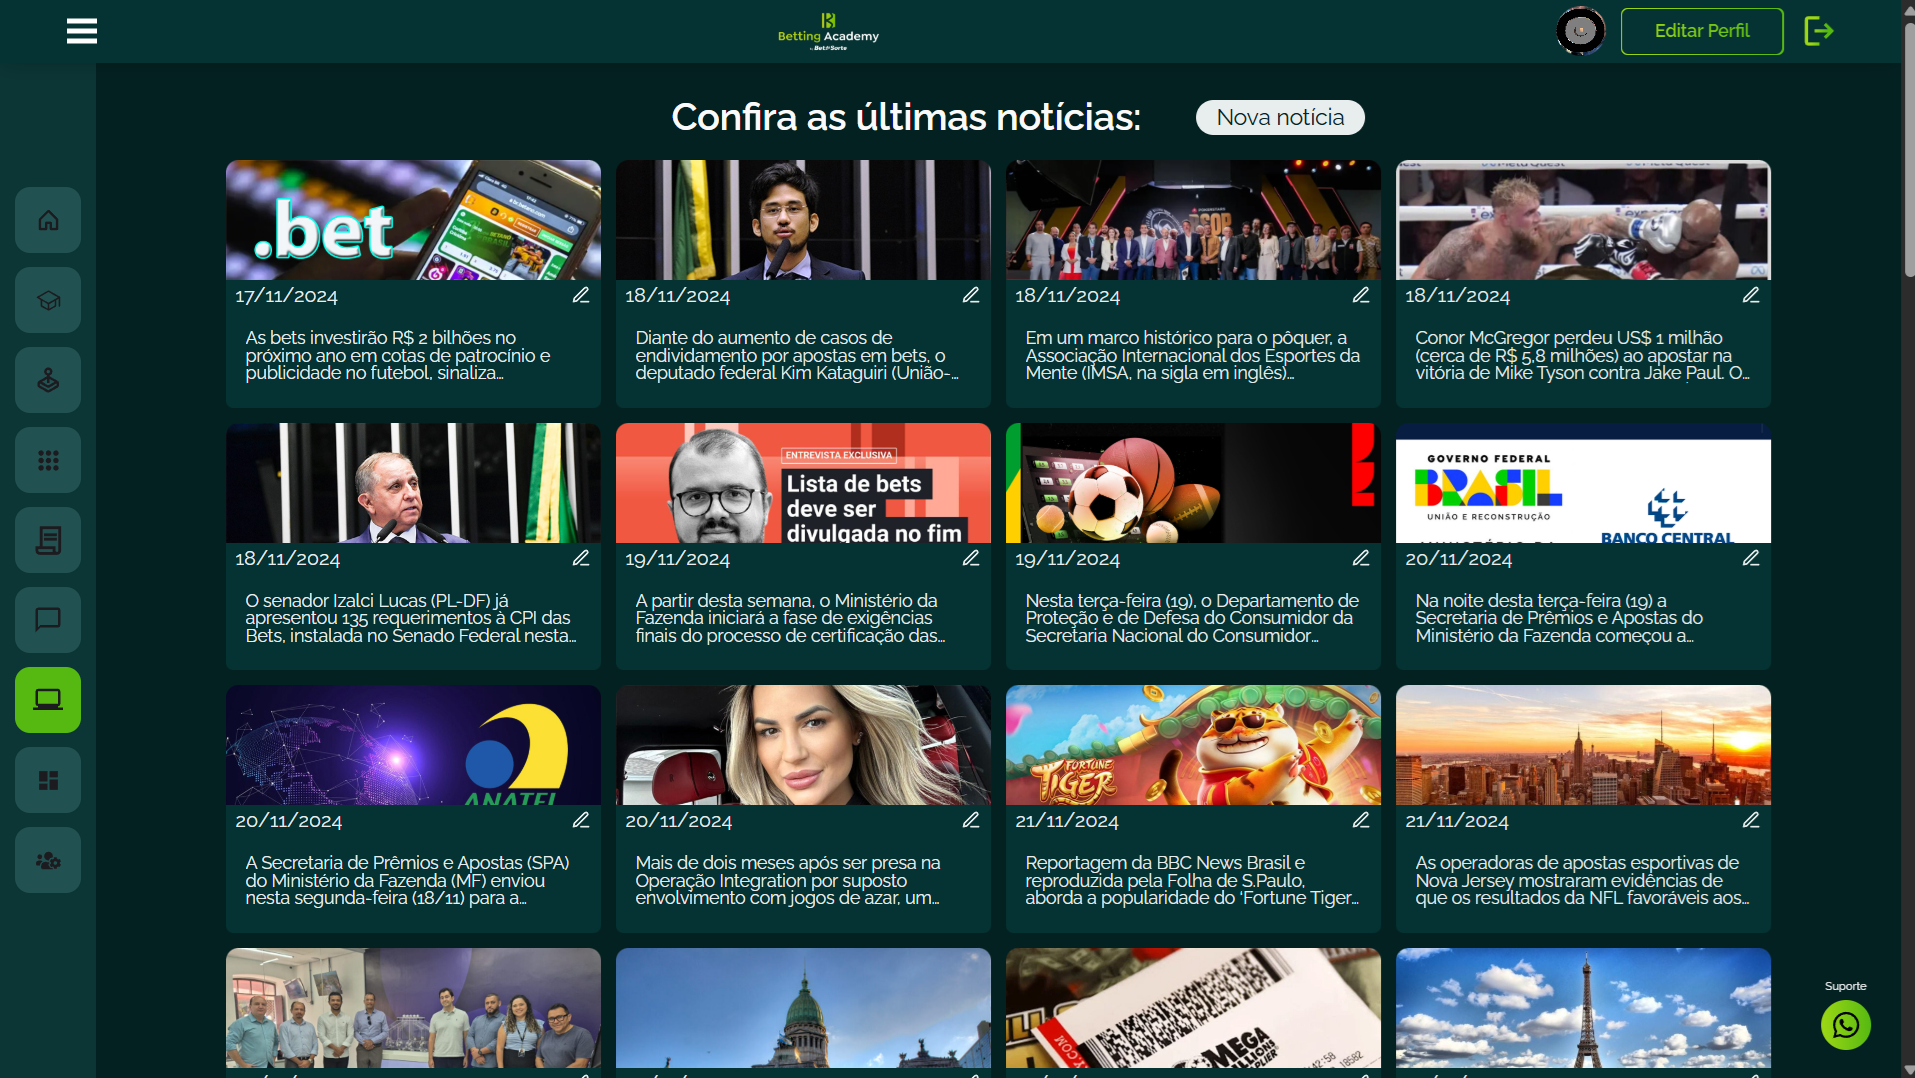 Betting Academy
by BetdaSorte
Editar Perfil
Confira as últimas notícias:
Nova notícia
.bet
BSOP
17/11/2024
18/11/2024
18/11/2024
18/11/2024
As bets investirão R$ 2 bilhões no
próximo ano em cotas de patrocínio e
publicidade no futebol, sinaliza...
Diante do aumento de casos de
endividamento por apostas em bets, o
deputado federal Kim Kataguiri (União-...
Em um marco histórico para o pôquer, a
Associação Internacional dos Esportes da
Mente (IMSA, na sigla em inglês)...
Conor McGregor perdeu US$ 1 milhão
(cerca de R$ 5,8 milhões) ao apostar na
vitória de Mike Tyson contra Jake Paul. O...
ENTREVISTA EXCLUSIVA
Lista de bets
deve ser
divulgada no fim
GOVERNO FEDERAL
BRASIL
UNIÃO E RECONSTRUÇÃO
MINISTÉRIO DA
BANCO CENTRAL
18/11/2024
19/11/2024
19/11/2024
20/11/2024
O senador Izalci Lucas (PL-DF) já
apresentou 135 requerimentos à CPI das
Bets, instalada no Senado Federal nesta...
A partir desta semana, o Ministério da
Fazenda iniciará a fase de exigências
finais do processo de certificação das...
Nesta terça-feira (19), o Departamento de
Proteção e de Defesa do Consumidor da
Secretaria Nacional do Consumidor...
Na noite desta terça-feira (19) a
Secretaria de Prêmios e Apostas do
Ministério da Fazenda começou a...
ANATEL
FORTUNE
TIGER
20/11/2024
20/11/2024
21/11/2024
21/11/2024
A Secretaria de Prêmios e Apostas (SPA)
do Ministério da Fazenda (MF) enviou
nesta segunda-feira (18/11) para a...
Mais de dois meses após ser presa na
Operação Integration por suposto
envolvimento com jogos de azar, um...
Reportagem da BBC News Brasil e
reproduzida pela Folha de S.Paulo,
aborda a popularidade do 'Fortune Tiger...
As operadoras de apostas esportivas de
Nova Jersey mostraram evidências de
que os resultados da NFL favoráveis aos...
MEGA
MILLIONS
Suporte